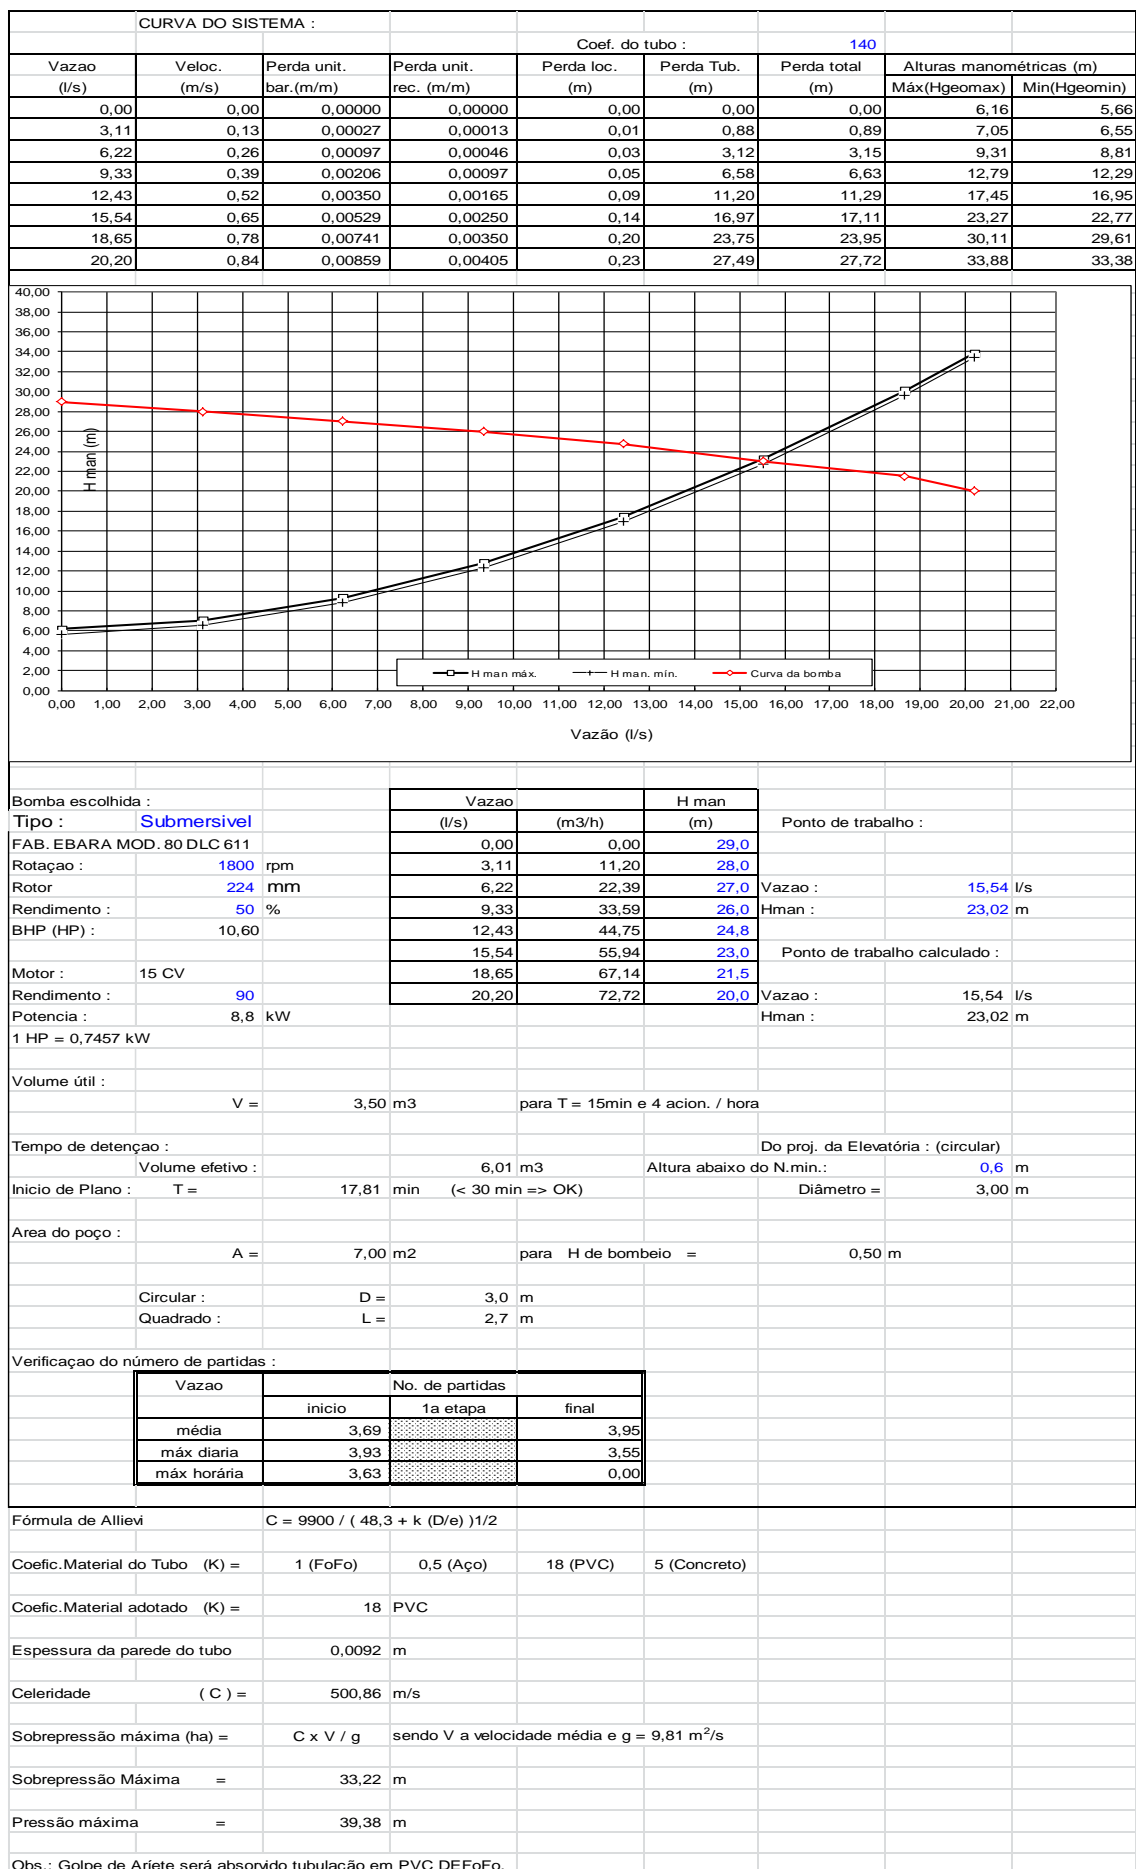 CURVA DO SISTEMA :
Coef. do tubo : 140
Vazao Veloc. Perda unit. Perda unit. Perda loc. Perda Tub. Perda total Alturas manométricas (m)
(l/s) (m/s) bar.(m/m) rec. (m/m) (m) (m) (m) Máx(Hgeomax) Min(Hgeomin)
0,00 0,00 0,00000 0,00000 0,00 0,00 0,00 6,16 5,66
3,11 0,13 0,00027 0,00013 0,01 0,88 0,89 7,05 6,55
6,22 0,26 0,00097 0,00046 0,03 3,12 3,15 9,31 8,81
9,33 0,39 0,00206 0,00097 0,05 6,58 6,63 12,79 12,29
12,43 0,52 0,00350 0,00165 0,09 11,20 11,29 17,45 16,95
15,54 0,65 0,00529 0,00250 0,14 16,97 17,11 23,27 22,77
18,65 0,78 0,00741 0,00350 0,20 23,75 23,95 30,11 29,61
20,20 0,84 0,00859 0,00405 0,23 27,49 27,72 33,88 33,38
40,00
38,00
36,00
34,00
32,00
30,00
28,00
26,00
24,00
22,00
20,00
18,00
16,00
14,00
12,00
10,00
8,00
6,00
4,00
2,00
0,00
H man (m)
H man máx. H man. mín. Curva da bomba
0,00 1,00 2,00 3,00 4,00 5,00 6,00 7,00 8,00 9,00 10,00 11,00 12,00 13,00 14,00 15,00 16,00 17,00 18,00 19,00 20,00 21,00 22,00
Vazão (l/s)
Bomba escolhida : Vazao H man
Tipo : Submersivel (l/s) (m3/h) (m) Ponto de trabalho :
FAB. EBARA MOD. 80 DLC 611 0,00 0,00 29,0
Rotaçao : 1800 rpm 3,11 11,20 28,0
Rotor 224 mm 6,22 22,39 27,0 Vazao : 15,54 l/s
Rendimento : 50 % 9,33 33,59 26,0 Hman : 23,02 m
BHP (HP) : 10,60 12,43 44,75 24,8
15,54 55,94 23,0 Ponto de trabalho calculado :
Motor : 15 CV 18,65 67,14 21,5
Rendimento : 90 20,20 72,72 20,0 Vazao : 15,54 l/s
Potencia : 8,8 kW Hman : 23,02 m
1 HP = 0,7457 kW
Volume útil :
V = 3,50 m3 para T = 15min e 4 acion. / hora
Tempo de detençao : Do proj. da Elevatória : (circular)
Volume efetivo : 6,01 m3 Altura abaixo do N.min.: 0,6 m
Inicio de Plano : T = 17,81 min (< 30 min => OK) Diâmetro = 3,00 m
Area do poço :
A = 7,00 m2 para H de bombeio = 0,50 m
Circular : D = 3,0 m
Quadrado : L = 2,7 m
Verificaçao do número de partidas :
Vazao No. de partidas
inicio 1a etapa final
média 3,69 3,95
máx diaria 3,93 3,55
máx horária 3,63 0,00
Fórmula de Allievi C = 9900 / ( 48,3 + k (D/e) )1/2
Coefic.Material do Tubo (K) = 1 (FoFo) 0,5 (Aço) 18 (PVC) 5 (Concreto)
Coefic.Material adotado (K) = 18 PVC
Espessura da parede do tubo 0,0092 m
Celeridade ( C ) = 500,86 m/s
Sobrepressão máxima (ha) = C x V / g sendo V a velocidade média e g = 9,81 m²/s
Sobrepressão Máxima = 33,22 m
Pressão máxima = 39,38 m
Obs.: Golpe de Aríete será absorvido tubulação em PVC DEFoFo.